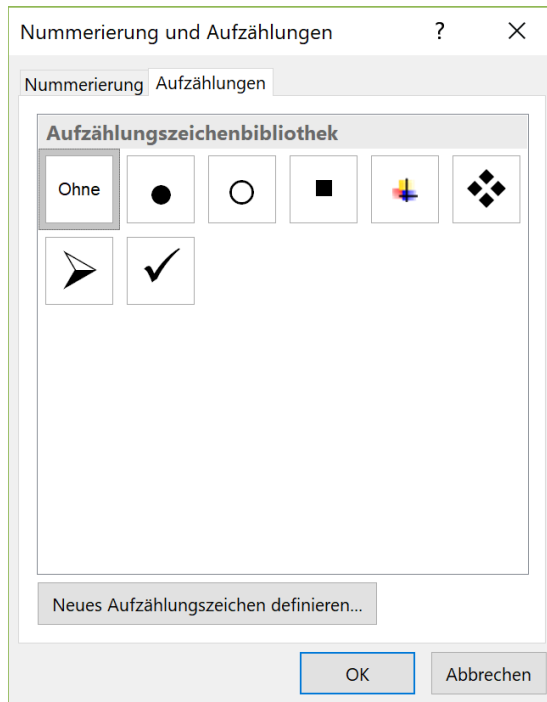 Nummerierung und Aufzählungen ?
Nummerierung Aufzählungen
Aufzählungszeichenbibliothek
Ohne
Neues Aufzählungszeichen definieren...
OK Abbrechen